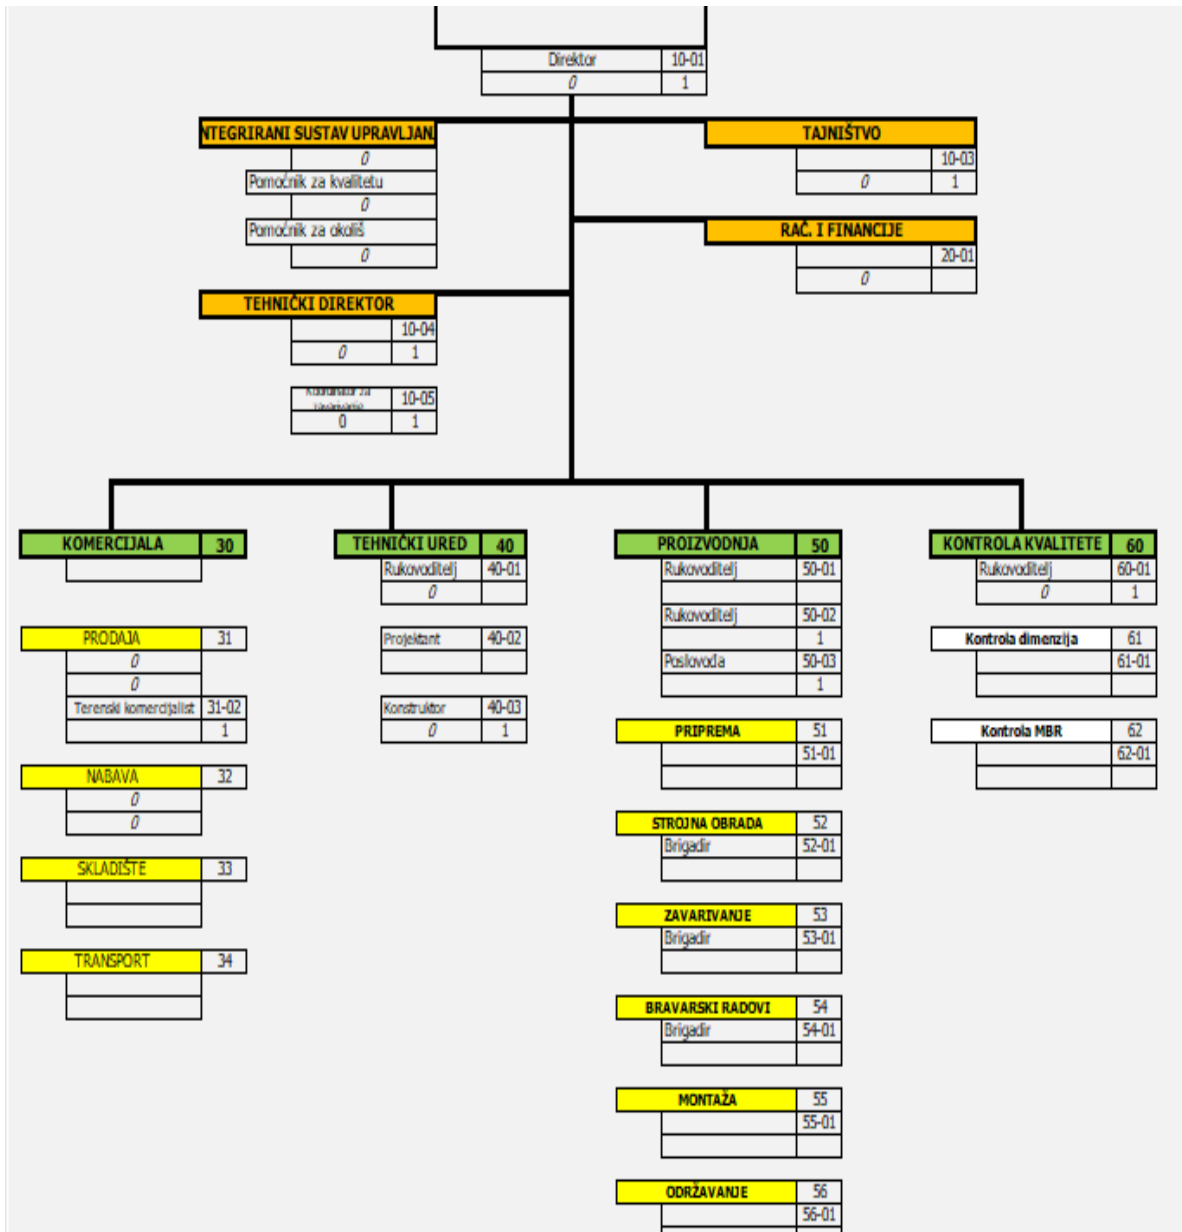 Direktor 10-01
0 1
NTEGRIRANI SUSTAV UPRAVLJAN
0
Pomoćnik za kvalitetu
0
Pomoćnik za okoliš
0
TAJNIŠTVO
10-03
0 1
RAČ. I FINANCIJE
20-01
0
TEHNIČKI DIREKTOR
10-04
0 1
Koordinator za
zavarivanje
10-05
0 1
KOMERCIJALA 30
PRODAJA 31
0
0
Terenski komercijalist 31-02
1
NABAVA 32
0
0
SKLADIŠTE 33
TRANSPORT 34
TEHNIČKI URED 40
Rukovoditelj 40-01
0
Projektant 40-02
Konstruktor 40-03
0 1
PROIZVODNJA 50
Rukovoditelj 50-01
Rukovoditelj 50-02
1
Poslovođa 50-03
1
PRIPREMA 51
51-01
STROJNA OBRADA 52
Brigadir 52-01
ZAVARIVANJE 53
Brigadir 53-01
BRAVARSKI RADOVI 54
Brigadir 54-01
MONTAŽA 55
55-01
ODRŽAVANJE 56
56-01
KONTROLA KVALITETE 60
Rukovoditelj 60-01
0 1
Kontrola dimenzija 61
61-01
Kontrola MBR 62
62-01